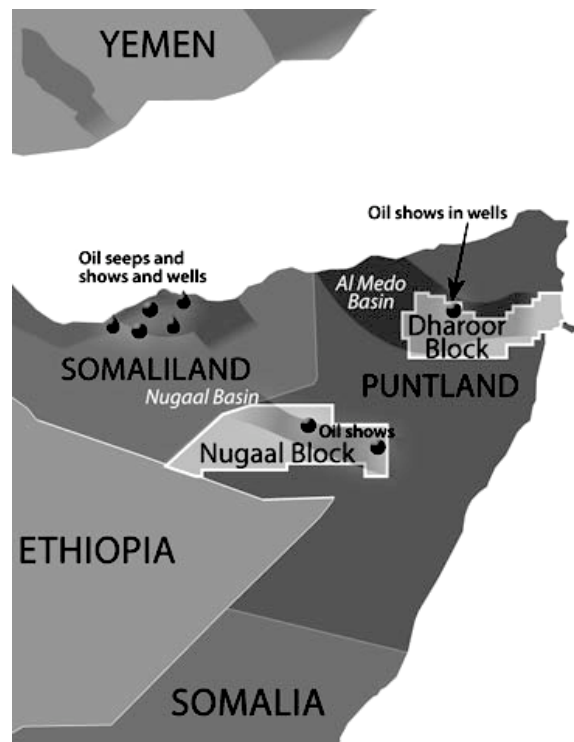 YEMEN
Oil shows in wells
Oil seeps and
shows and wells
Al Medo
Basin
Dharoor
Block
SOMALILAND
PUNTLAND
Nugaal Basin
Oil shows
Nugaal Block
ETHIOPIA
SOMALIA